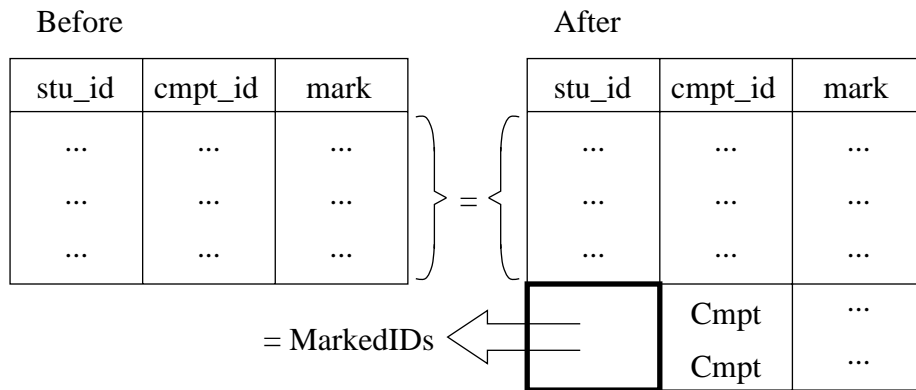 Before After
stu_id cmpt_id mark stu_id cmpt_id mark
... ... ... ... ... ...
... ... ... = ... ... ...
... ... ... ... ... ...
Cmpt ...
= MarkedIDs
Cmpt ...